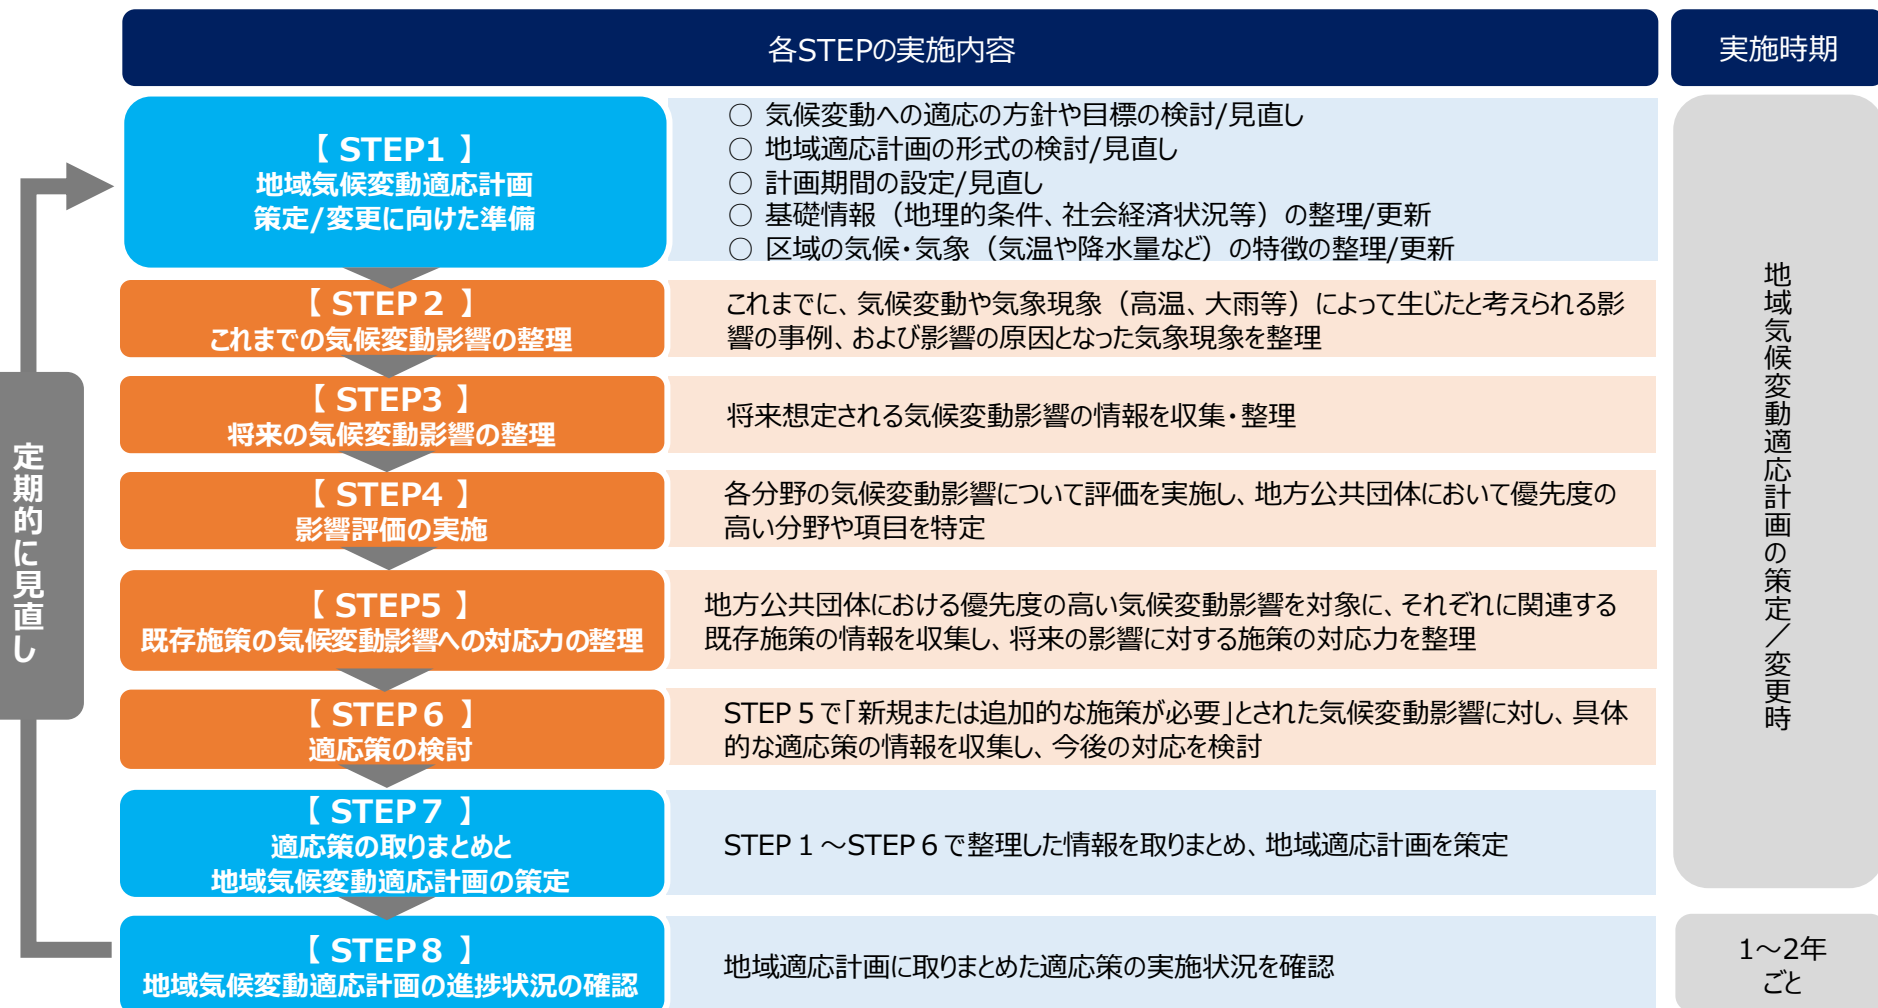 各STEPの実施内容
実施時期
【 STEP1 】
地域気候変動適応計画
策定/変更に向けた準備
○ 気候変動への適応の方針や目標の検討/見直し
○ 地域適応計画の形式の検討/見直し
○ 計画期間の設定/見直し
○ 基礎情報（地理的条件、社会経済状況等）の整理/更新
○ 区域の気候・気象（気温や降水量など）の特徴の整理/更新
【 STEP２ 】
これまでの気候変動影響の整理
これまでに、気候変動や気象現象（高温、大雨等）によって生じたと考えられる影
響の事例、および影響の原因となった気象現象を整理
【 STEP3 】
将来の気候変動影響の整理
将来想定される気候変動影響の情報を収集・整理
【 STEP4 】
影響評価の実施
各分野の気候変動影響について評価を実施し、地方公共団体において優先度の
高い分野や項目を特定
【 STEP5 】
既存施策の気候変動影響への対応力の整理
地方公共団体における優先度の高い気候変動影響を対象に、それぞれに関連する
既存施策の情報を収集し、将来の影響に対する施策の対応力を整理
【 STEP６ 】
適応策の検討
STEP５で「新規または追加的な施策が必要」とされた気候変動影響に対し、具体
的な適応策の情報を収集し、今後の対応を検討
【 STEP７ 】
適応策の取りまとめと
地域気候変動適応計画の策定
STEP１～STEP６で整理した情報を取りまとめ、地域適応計画を策定
【 STEP８ 】
地域気候変動適応計画の進捗状況の確認
地域適応計画に取りまとめた適応策の実施状況を確認
地域気候変動適応計画の策定／変更時
1～2年
ごと
定期的に見直し